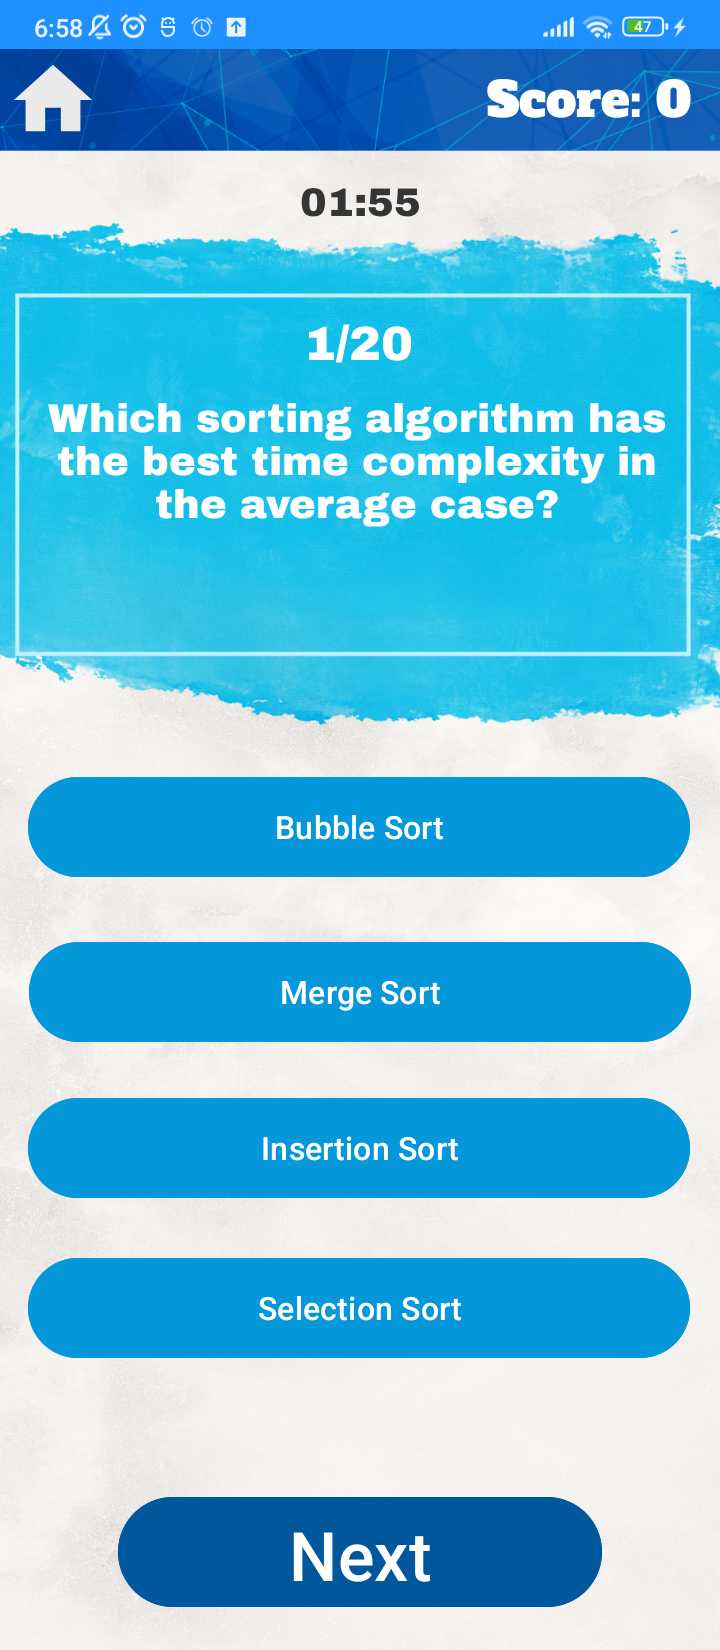 6:58
47
Score: 0
01:55
1/20
Which sorting algorithm has
the best time complexity in
the average case?
Bubble Sort
Merge Sort
Insertion Sort
Selection Sort
Next